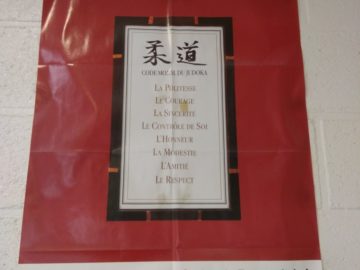 柔道
CODE MORAL DU JUDOKA
LA POLITESSE
LE COURAGE
LA SINCÉRITÉ
LE CONTRÔLE DE SOI
L'HONNEUR
LA MODESTIE
L'AMITIÉ
LE RESPECT